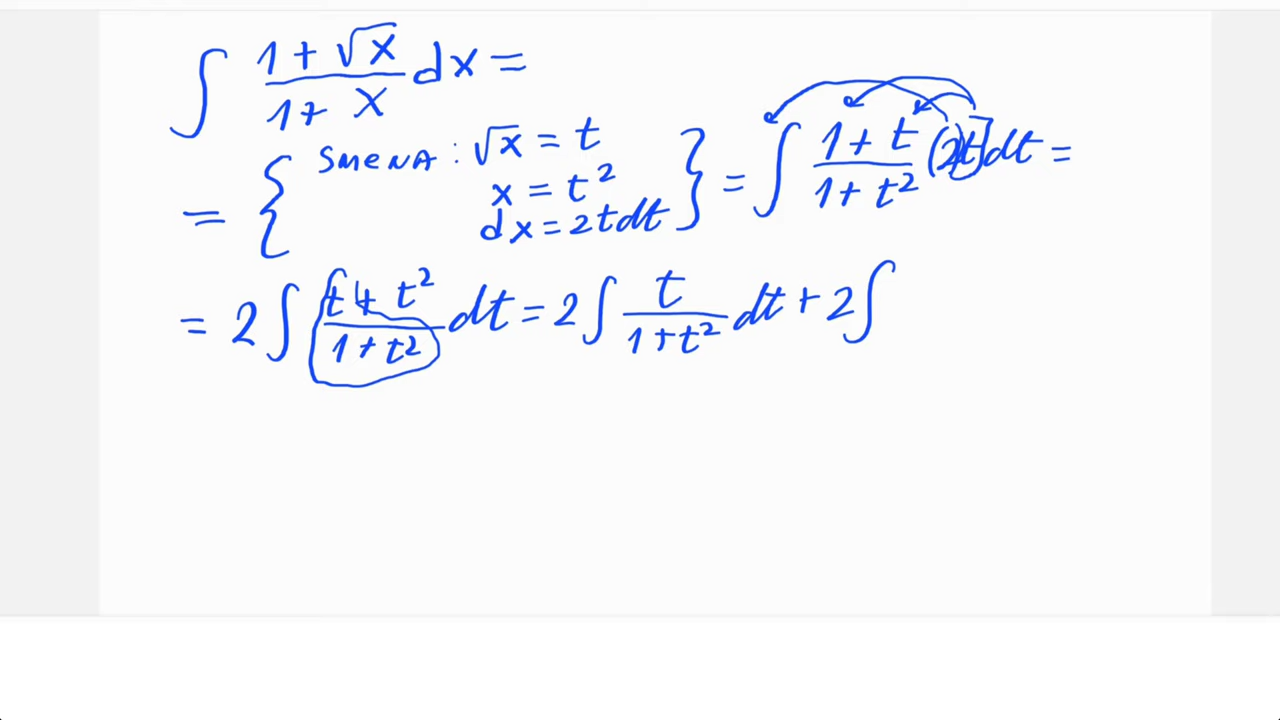 ∫ (1 + √x)/(1 + x) dx =
= { SMENA : √x = t
x = t²
dx = 2t dt } = ∫ (1 + t)/(1 + t²) (2t) dt =
= 2 ∫ (t + t²)/(1 + t²) dt = 2 ∫ t/(1 + t²) dt + 2 ∫